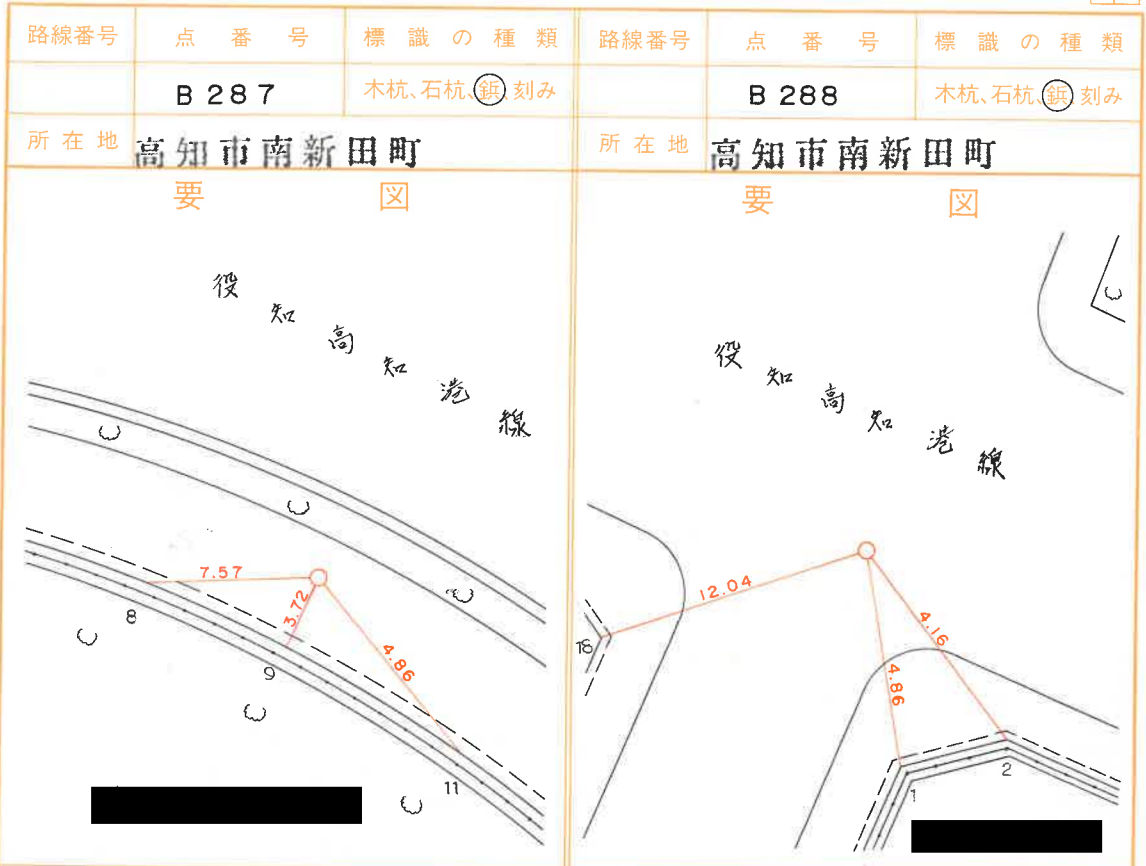 路線番号 点番号 標識の種類
B 287 木杭、石杭、鋲、刻み
所在地 高知市南新田町
要図
役知高知港線
7.57
3.72
4.86
8
9
11
路線番号 点番号 標識の種類
B 288 木杭、石杭、鋲、刻み
所在地 高知市南新田町
要図
役知高知港線
12.04
4.16
4.86
18
1
2